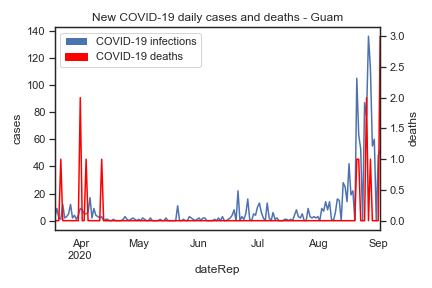 New COVID-19 daily cases and deaths - Guam
COVID-19 infections
COVID-19 deaths
cases
140
120
100
80
60
40
20
0
deaths
3.0
2.5
2.0
1.5
1.0
0.5
0.0
Apr
2020
May
Jun
Jul
Aug
Sep
dateRep